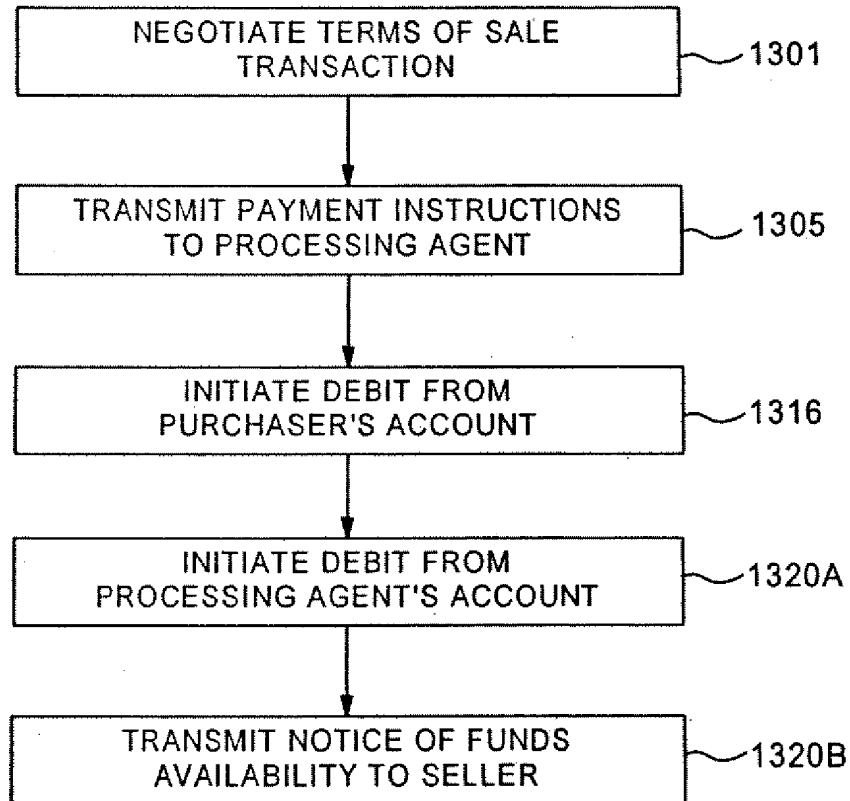 NEGOTIATE TERMS OF SALE
TRANSACTION
1301
TRANSMIT PAYMENT INSTRUCTIONS
TO PROCESSING AGENT
1305
INITIATE DEBIT FROM
PURCHASER'S ACCOUNT
1316
INITIATE DEBIT FROM
PROCESSING AGENT'S ACCOUNT
1320A
TRANSMIT NOTICE OF FUNDS
AVAILABILITY TO SELLER
1320B